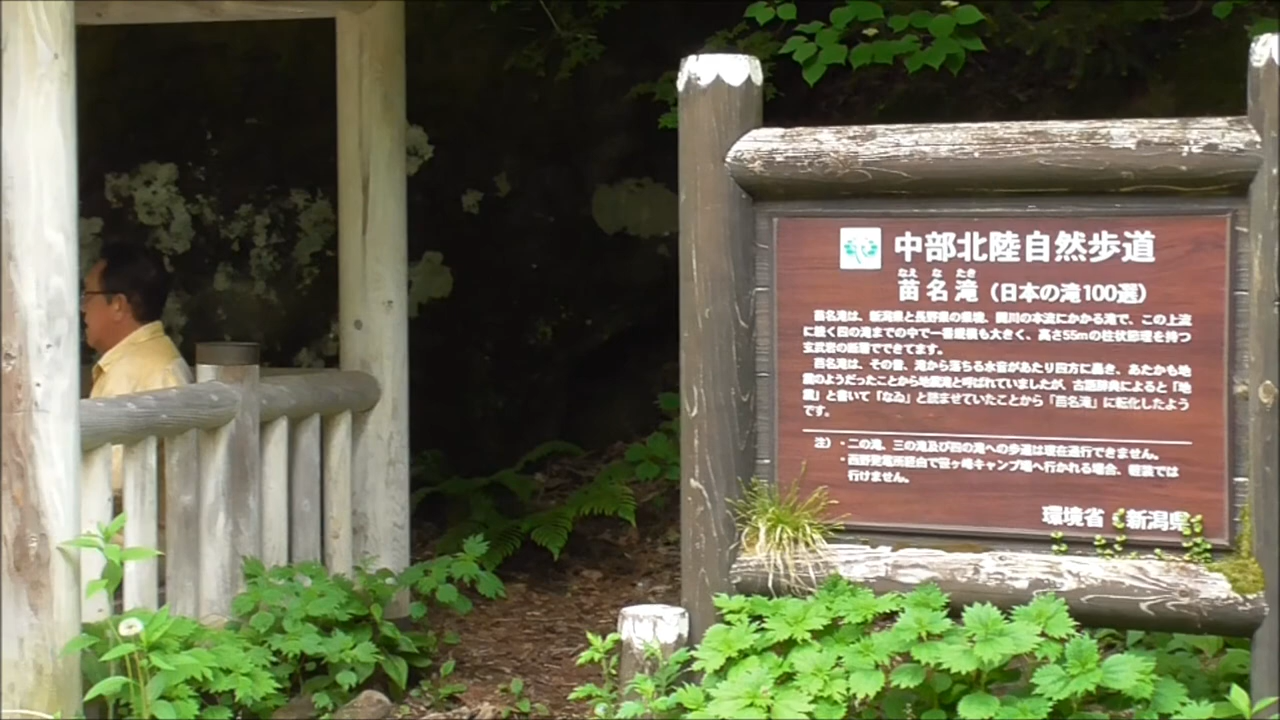 中部北陸自然歩道
なえ な たき
苗名滝（日本の滝100選）
苗名滝は、新潟県と長野県の県境、関川の本流にかかる滝で、この上流
に続く四の滝までの中で一番規模も大きく、高さ55mの柱状節理を持つ
玄武岩の断層でできてます。
苗名滝は、その昔、滝から落ちる水音があたり四方に轟き、あたかも地
震のようだったことから地震滝と呼ばれていましたが、古語辞典によると「地
震」と書いて「なゐ」と読ませていたことから「苗名滝」に転化したよう
です。
注）・二の滝、三の滝及び四の滝への歩道は現在通行できません。
・西野発電所経由で笹ヶ峰キャンプ場へ行かれる場合、軽装では
行けません。
環境省 新潟県